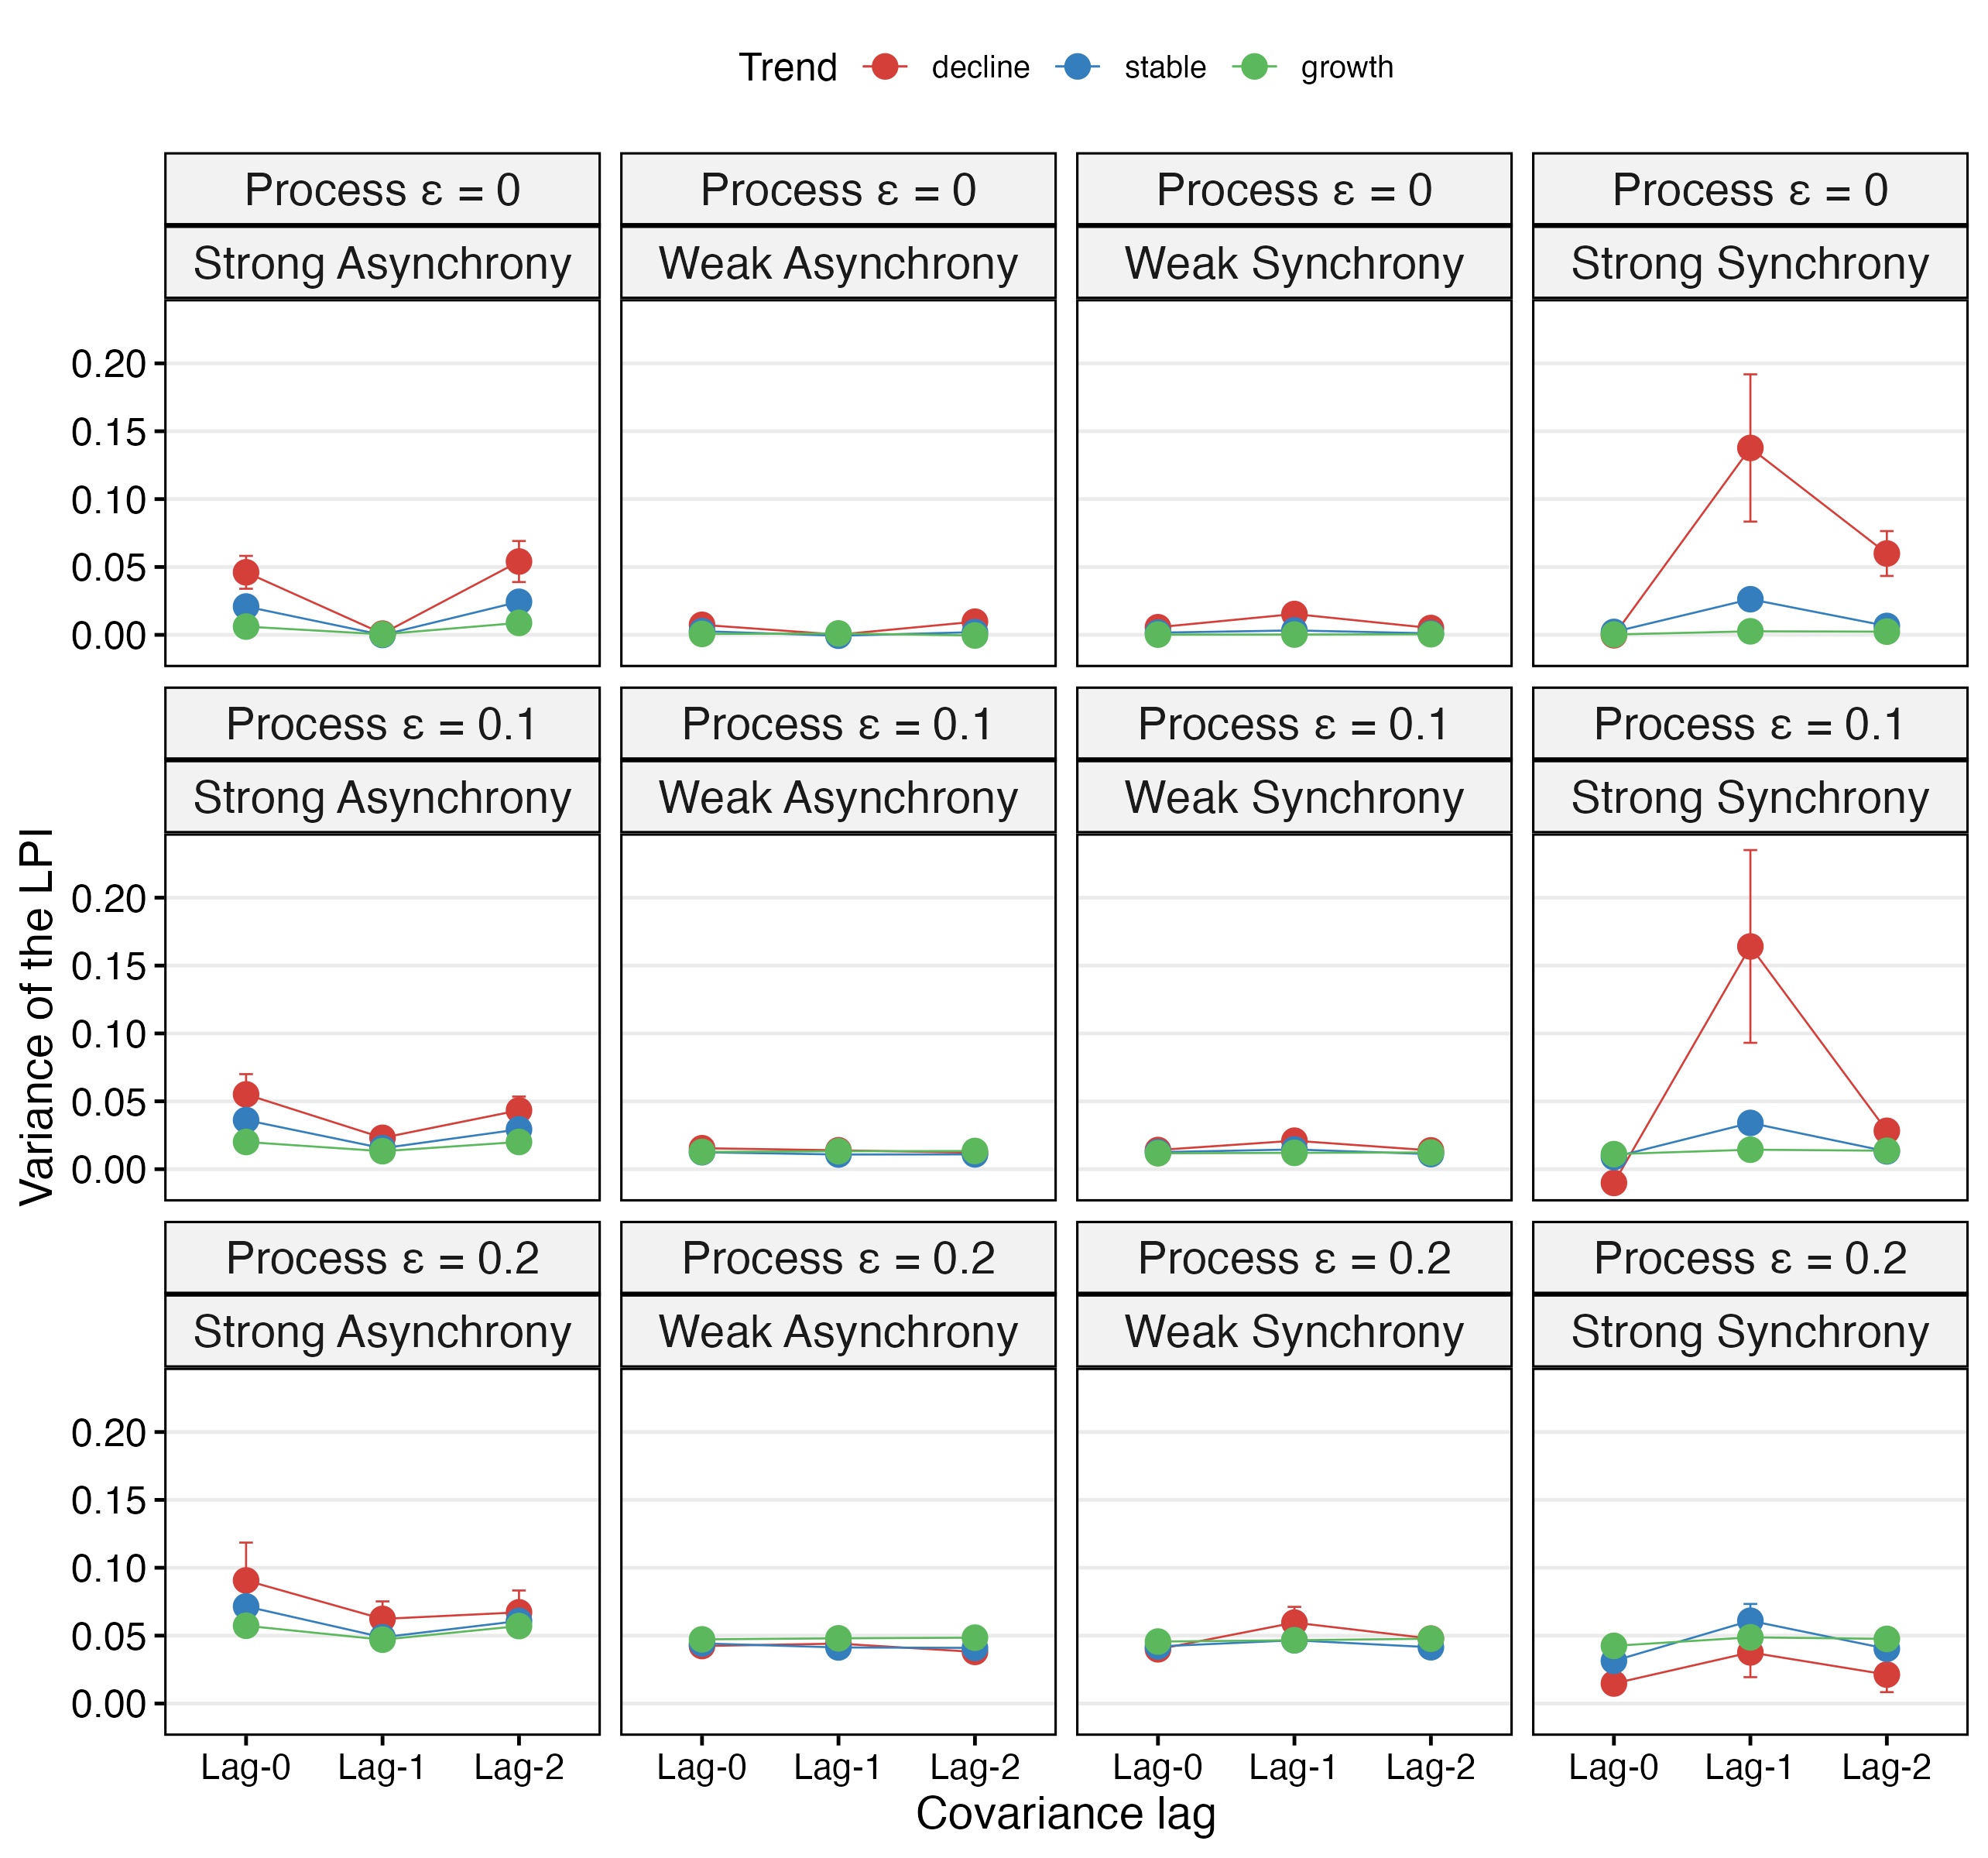 Trend decline stable growth
Process ε = 0 Process ε = 0 Process ε = 0 Process ε = 0
Strong Asynchrony Weak Asynchrony Weak Synchrony Strong Synchrony
0.20
0.15
0.10
0.05
0.00
Process ε = 0.1 Process ε = 0.1 Process ε = 0.1 Process ε = 0.1
Strong Asynchrony Weak Asynchrony Weak Synchrony Strong Synchrony
Variance of the LPI
0.20
0.15
0.10
0.05
0.00
Process ε = 0.2 Process ε = 0.2 Process ε = 0.2 Process ε = 0.2
Strong Asynchrony Weak Asynchrony Weak Synchrony Strong Synchrony
0.20
0.15
0.10
0.05
0.00
Lag-0 Lag-1 Lag-2 Lag-0 Lag-1 Lag-2 Lag-0 Lag-1 Lag-2 Lag-0 Lag-1 Lag-2
Covariance lag